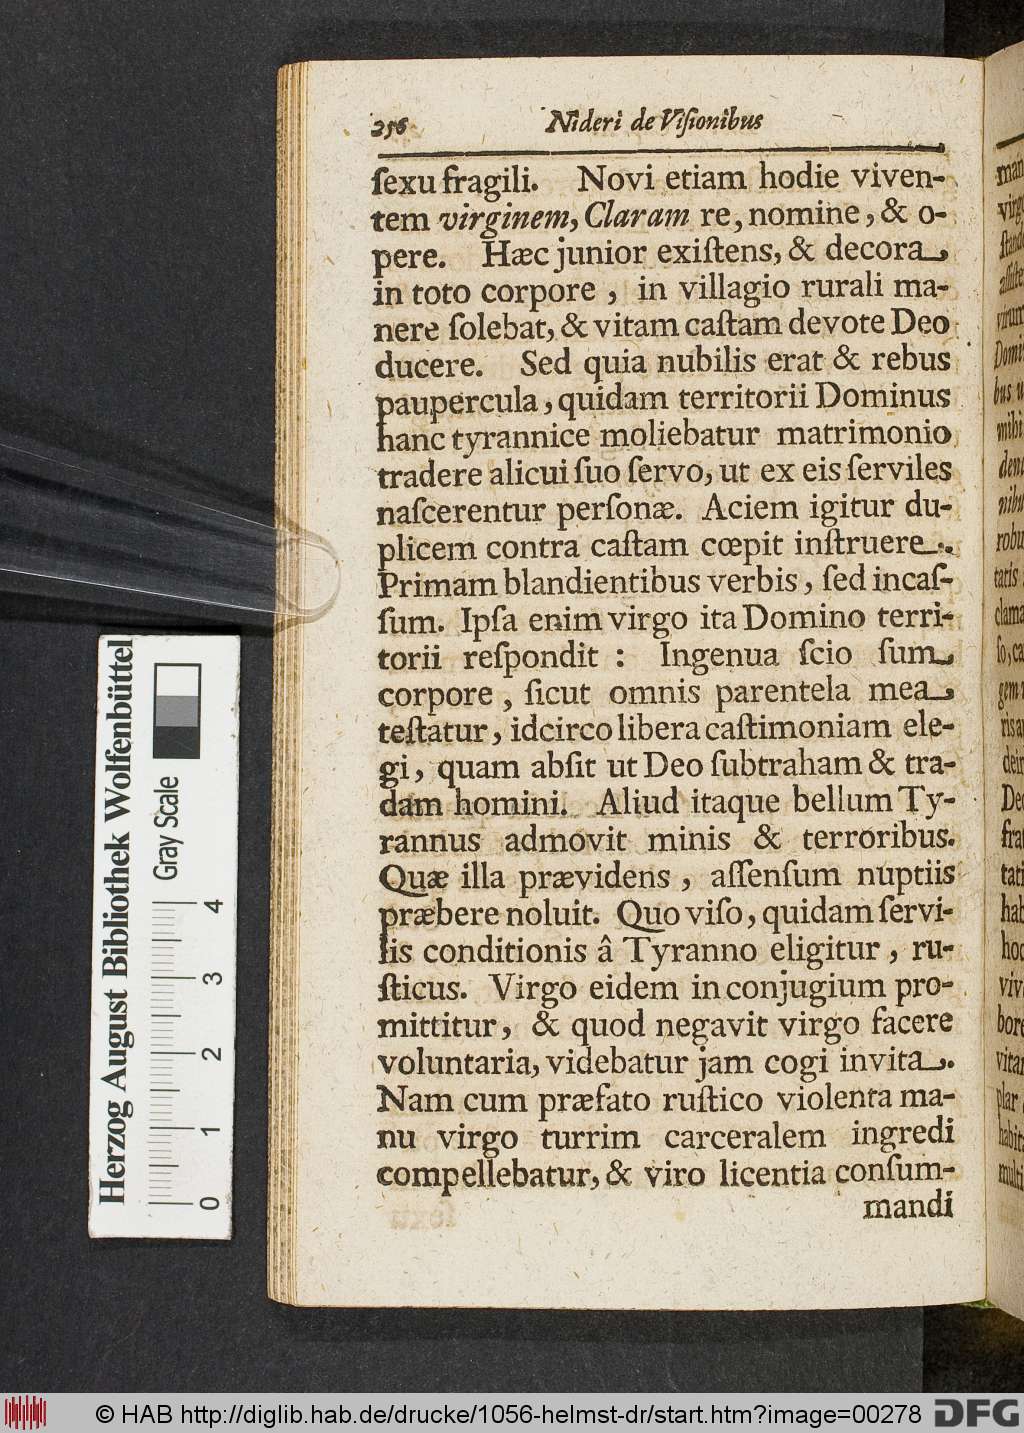 256 Nideri de Viſionibus
ſexu fragili. Novi etiam hodie viven-
tem virginem, Claram re, nomine, & o-
pere. Hæc junior exiſtens, & decora,
in toto corpore, in villagio rurali ma-
nere ſolebat, & vitam caſtam devote Deo
ducere. Sed quia nubilis erat & rebus
paupercula, quidam territorii Dominus
hanc tyrannice moliebatur matrimonio
tradere alicui ſuo ſervo, ut ex eis ſerviles
naſcerentur perſonæ. Aciem igitur du-
plicem contra caſtam cœpit inſtruere.
Primam blandientibus verbis, ſed incaſ-
ſum. Ipſa enim virgo ita Domino terri-
torii reſpondit : Ingenua ſcio ſum,
corpore, ſicut omnis parentela mea,
teſtatur, idcirco libera caſtimoniam ele-
gi, quam abſit ut Deo ſubtraham & tra-
dam homini. Aliud itaque bellum Ty-
rannus admovit minis & terroribus.
Quæ illa prævidens, aſſenſum nuptiis
præbere noluit. Quo viſo, quidam ſervi-
lis conditionis â Tyranno eligitur, ru-
ſticus. Virgo eidem in conjugium pro-
mittitur, & quod negavit virgo facere
voluntaria, videbatur jam cogi invita.
Nam cum præfato ruſtico violenta ma-
nu virgo turrim carceralem ingredi
compellebatur, & viro licentia conſum-
mandi
Herzog August Bibliothek Wolfenbüttel
Gray Scale
0 1 2 3 4
© HAB http://diglib.hab.de/drucke/1056-helmst-dr/start.htm?image=00278
DFG